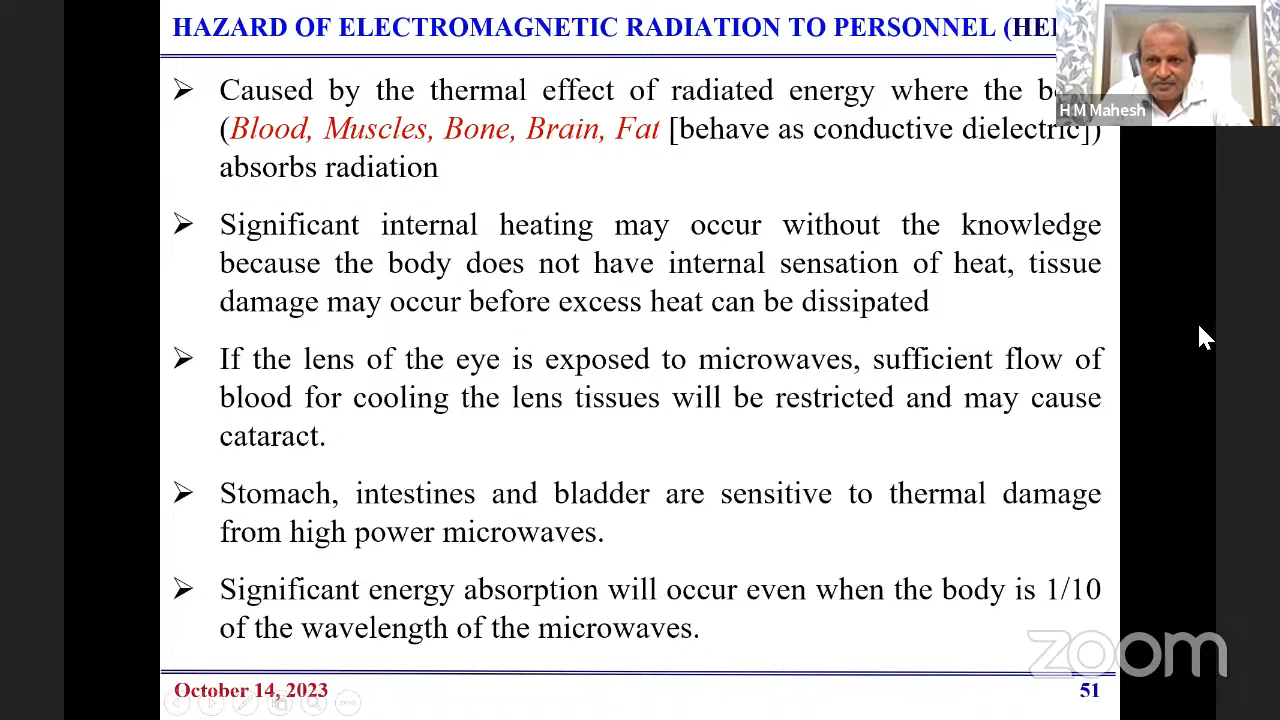 HAZARD OF ELECTROMAGNETIC RADIATION TO PERSONNEL
H M Mahesh
➢ Caused by the thermal effect of radiated energy where the
(Blood, Muscles, Bone, Brain, Fat [behave as conductive dielectric])
absorbs radiation
➢ Significant internal heating may occur without the knowledge
because the body does not have internal sensation of heat, tissue
damage may occur before excess heat can be dissipated
➢ If the lens of the eye is exposed to microwaves, sufficient flow of
blood for cooling the lens tissues will be restricted and may cause
cataract.
➢ Stomach, intestines and bladder are sensitive to thermal damage
from high power microwaves.
➢ Significant energy absorption will occur even when the body is 1/10
of the wavelength of the microwaves.
zoom
October 14, 2023
51